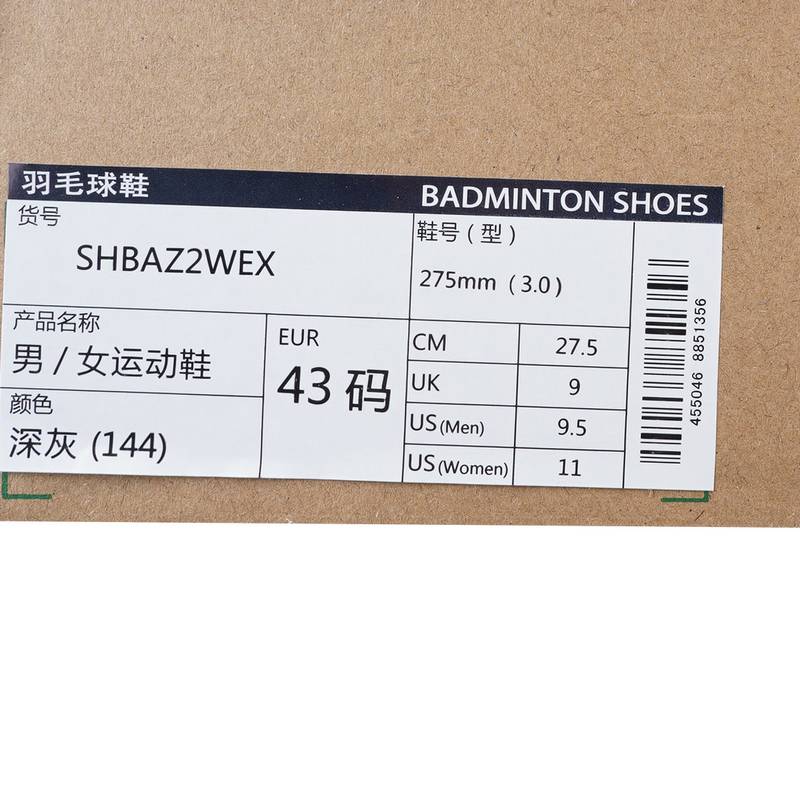 羽毛球鞋
BADMINTON SHOES
货号
SHBAZ2WEX
鞋号（型）
275mm（3.0）
产品名称
男 / 女运动鞋
颜色
深灰 (144)
EUR
43 码
CM 27.5
UK 9
US(Men) 9.5
US(Women) 11
455046 8851356